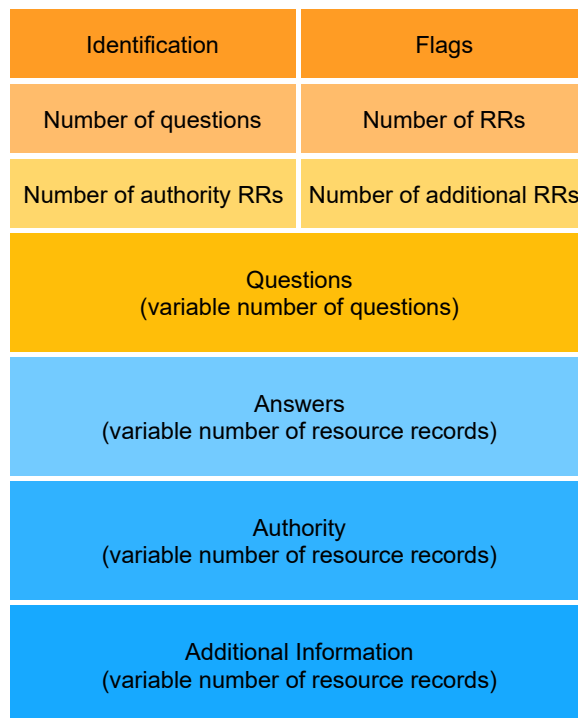 Identification
Flags
Number of questions
Number of RRs
Number of authority RRs
Number of additional RRs
Questions
(variable number of questions)
Answers
(variable number of resource records)
Authority
(variable number of resource records)
Additional Information
(variable number of resource records)